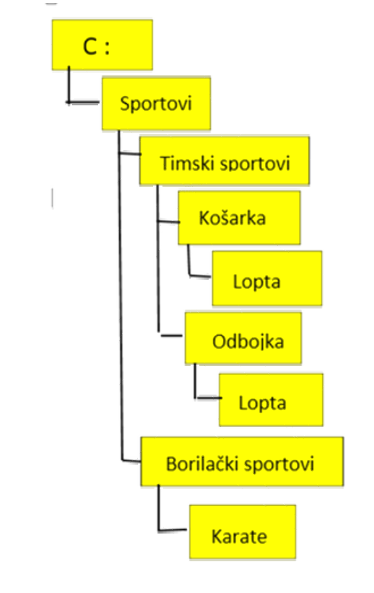 C :
Sportovi
Timski sportovi
Košarka
Lopta
Odbojka
Lopta
Borilački sportovi
Karate